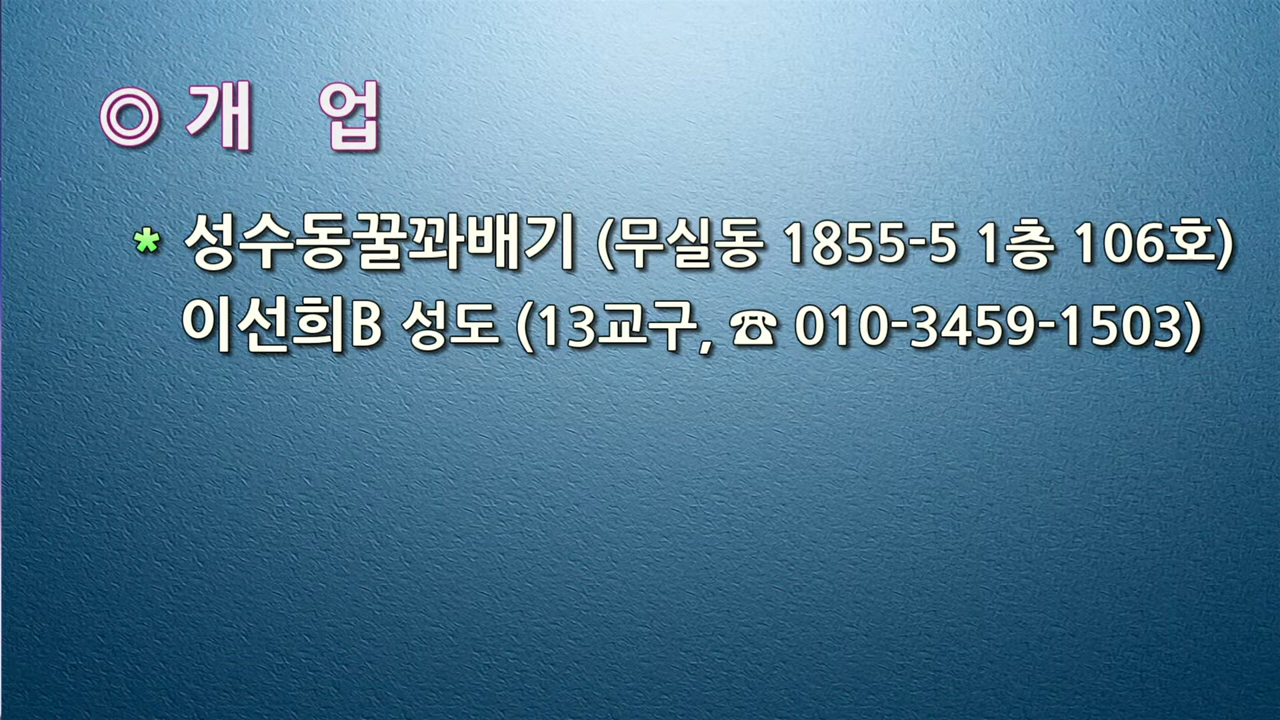 ◎ 개 업
* 성수동꿀꽈배기 (무실동 1855-5 1층 106호)
이선희B 성도 (13교구, ☎ 010-3459-1503)